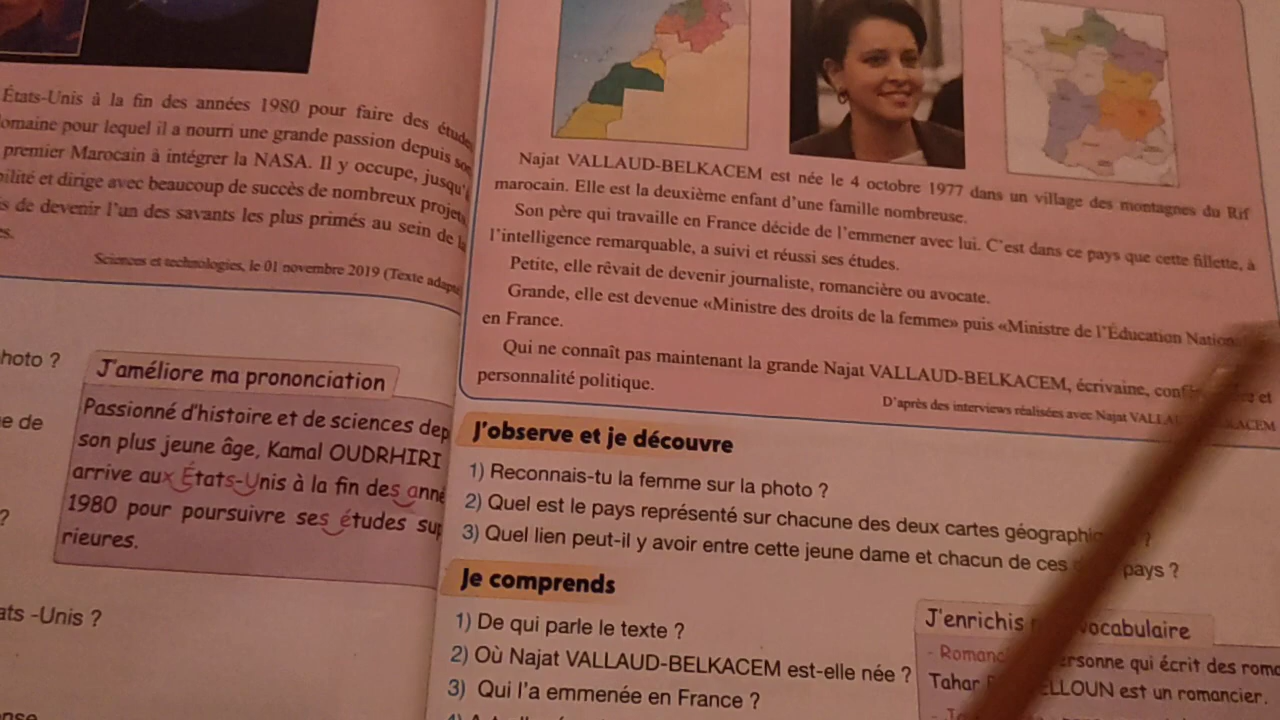 États-Unis à la fin des années 1980 pour faire des
pour lequel il a nourri une grande passion depuis son
premier Marocain à intégrer la NASA. Il y occupe, jusqu'à
et dirige avec beaucoup de succès de nombreux projets
de devenir l'un des savants les plus primés au sein de la
Sciences et technologies, le 01 novembre 2019 (Texte
hoto ?
e de
?
J'améliore ma prononciation
Passionné d'histoire et de sciences dep
son plus jeune âge, Kamal OUDRHIRI
arrive aux États-Unis à la fin des anné
1980 pour poursuivre ses études sup
rieures.
ats -Unis ?
Najat VALLAUD-BELKACEM est née le 4 octobre 1977 dans un village des montagnes du Rif
marocain. Elle est la deuxième enfant d'une famille nombreuse.
Son père qui travaille en France décide de l'emmener avec lui. C'est dans ce pays que cette fillette, à
l'intelligence remarquable, a suivi et réussi ses études.
Petite, elle rêvait de devenir journaliste, romancière ou avocate.
Grande, elle est devenue «Ministre des droits de la femme» puis «Ministre de l'Éducation
en France.
Qui ne connaît pas maintenant la grande Najat VALLAUD-BELKACEM, écrivaine, et
personnalité politique.
D'après des interviews réalisées avec Najat
J'observe et je découvre
1) Reconnais-tu la femme sur la photo ?
2) Quel est le pays représenté sur chacune des deux cartes ?
3) Quel lien peut-il y avoir entre cette jeune dame et chacun de ces pays ?
Je comprends
1) De qui parle le texte ?
2) Où Najat VALLAUD-BELKACEM est-elle née ?
3) Qui l'a emmenée en France ?
J'enrichis vocabulaire
- qui écrit des
Tahar est un romancier.